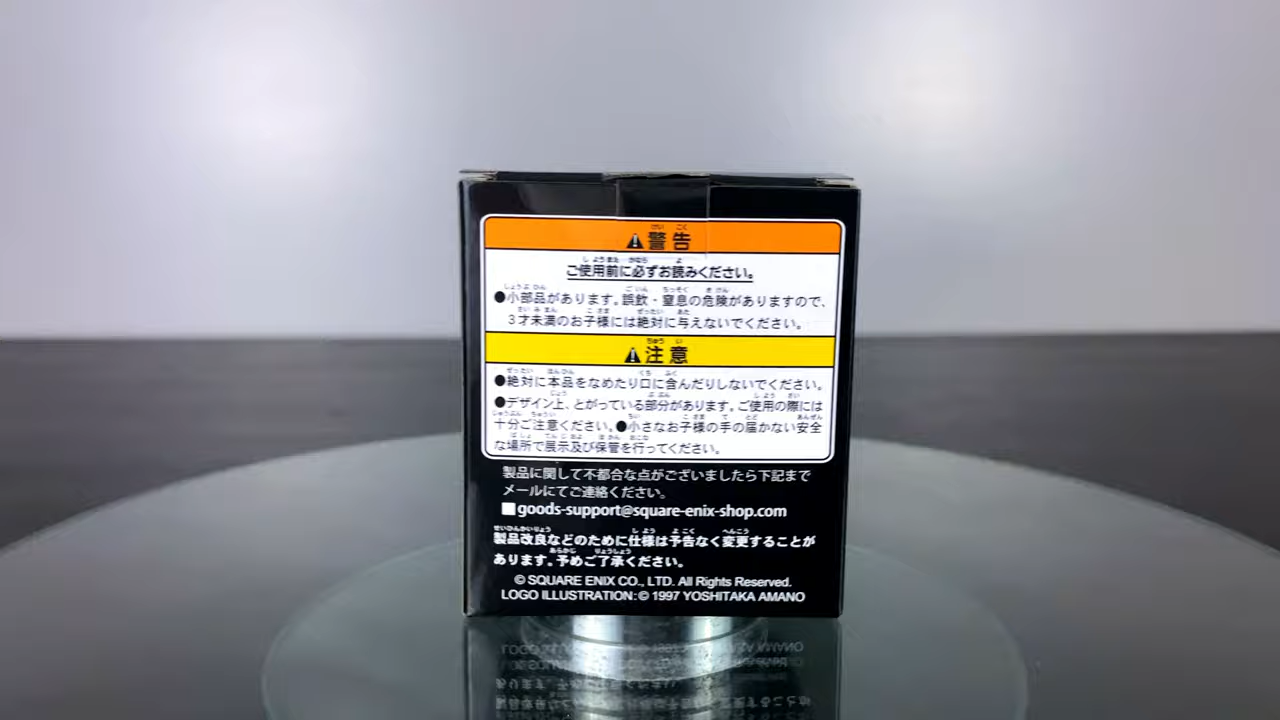 ⚠警告
ご使用前に必ずお読みください。
●小部品があります。誤飲・窒息の危険がありますので、
3才未満のお子様には絶対に与えないでください。
⚠注意
●絶対に本品をなめたり口に含んだりしないでください。
●デザイン上、とがっている部分があります。ご使用の際には
十分ご注意ください。●小さなお子様の手の届かない安全
な場所で展示及び保管を行ってください。
製品に関して不都合な点がございましたら下記まで
メールにてご連絡ください。
■goods-support@square-enix-shop.com
製品改良などのために仕様は予告なく変更することが
あります。予めご了承ください。
© SQUARE ENIX CO., LTD. All Rights Reserved.
LOGO ILLUSTRATION: © 1997 YOSHITAKA AMANO